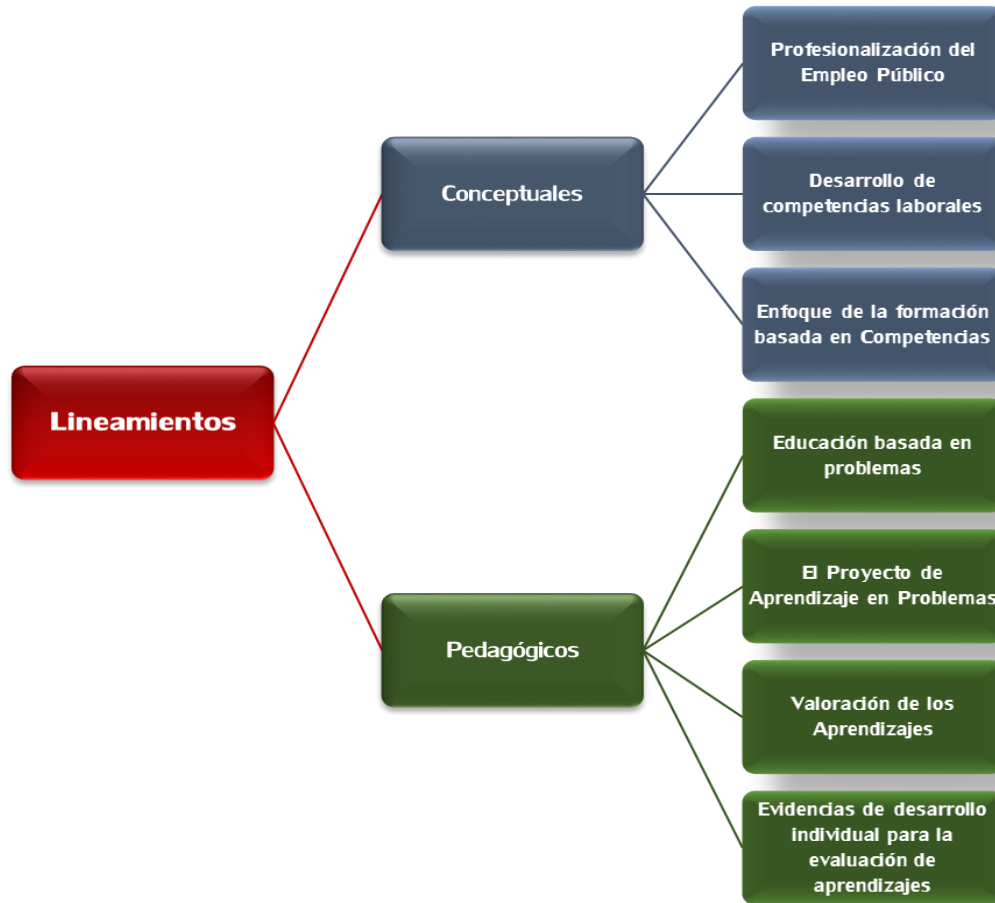 Profesionalización del
Empleo Público
Conceptuales
Desarrollo de
competencias laborales
Enfoque de la formación
basada en Competencias
Lineamientos
Educación basada en
problemas
El Proyecto de
Aprendizaje en Problemas
Pedagógicos
Valoración de los
Aprendizajes
Evidencias de desarrollo
individual para la
evaluación de
aprendizajes